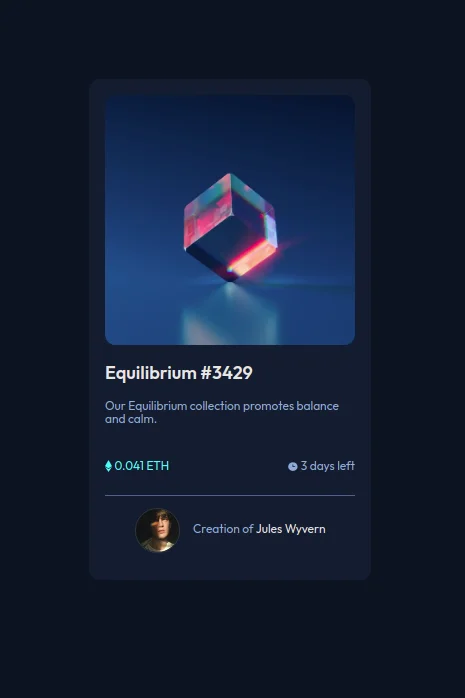 Equilibrium #3429
Our Equilibrium collection promotes balance
and calm.
0.041 ETH
3 days left
Creation of Jules Wyvern